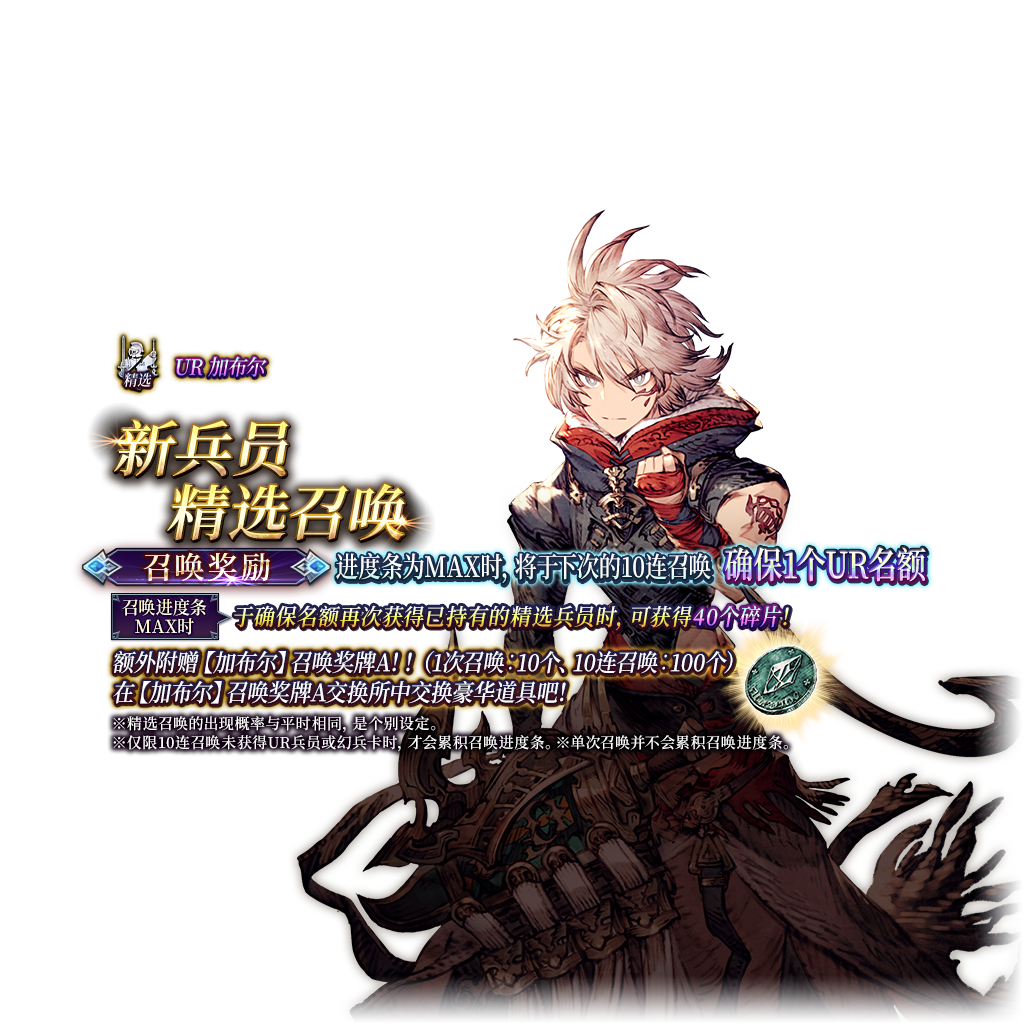 精选
UR 加布尔
新兵员
精选召唤
召唤奖励
进度条为MAX时, 将于下次的10连召唤 确保1个UR名额
召唤进度条
MAX时
于确保名额再次获得已持有的精选兵员时, 可获得40个碎片!
额外附赠【加布尔】召唤奖牌A!!(1次召唤:10个、10连召唤:100个)
在【加布尔】召唤奖牌A交换所中交换豪华道具吧!
※精选召唤的出现概率与平时相同, 是个别设定。
※仅限10连召唤未获得UR兵员或幻兵卡时, 才会累积召唤进度条。※单次召唤并不会累积召唤进度条。